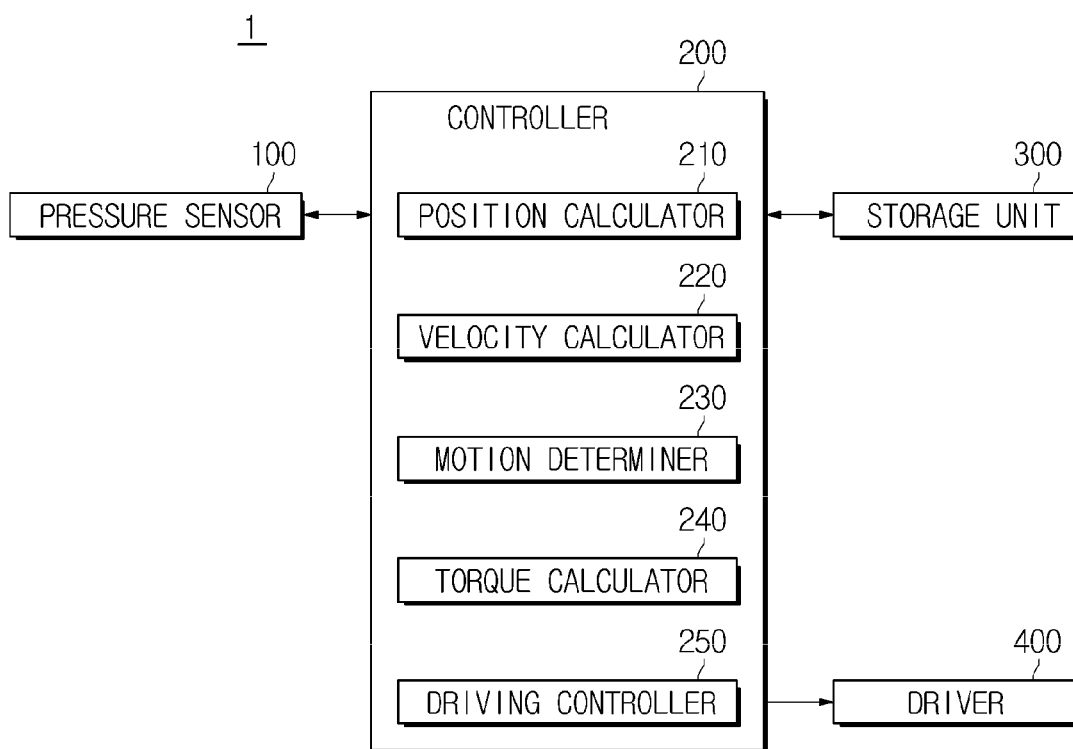 1
200
CONTROLLER
100
PRESSURE SENSOR
210
POSITION CALCULATOR
300
STORAGE UNIT
220
VELOCITY CALCULATOR
230
MOTION DETERMINER
240
TORQUE CALCULATOR
250
DRIVING CONTROLLER
400
DRIVER